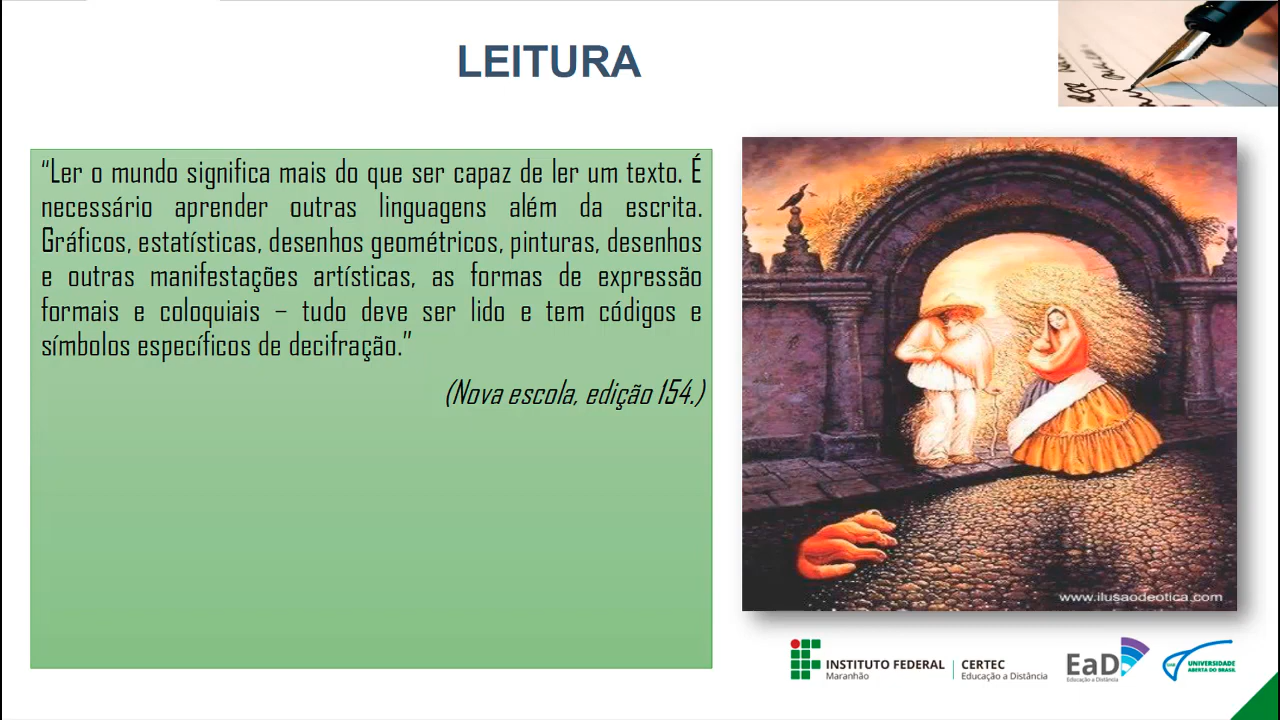 LEITURA
“Ler o mundo significa mais do que ser capaz de ler um texto. É
necessário aprender outras linguagens além da escrita.
Gráficos, estatísticas, desenhos geométricos, pinturas, desenhos
e outras manifestações artísticas, as formas de expressão
formais e coloquiais – tudo deve ser lido e tem códigos e
símbolos específicos de decifração.”
(Nova escola, edição 154.)
www.ilusaodeotica.com
INSTITUTO FEDERAL
Maranhão
CERTEC
Educação a Distância
EaD
Educação a Distância
UAB
UNIVERSIDADE
ABERTA DO BRASIL